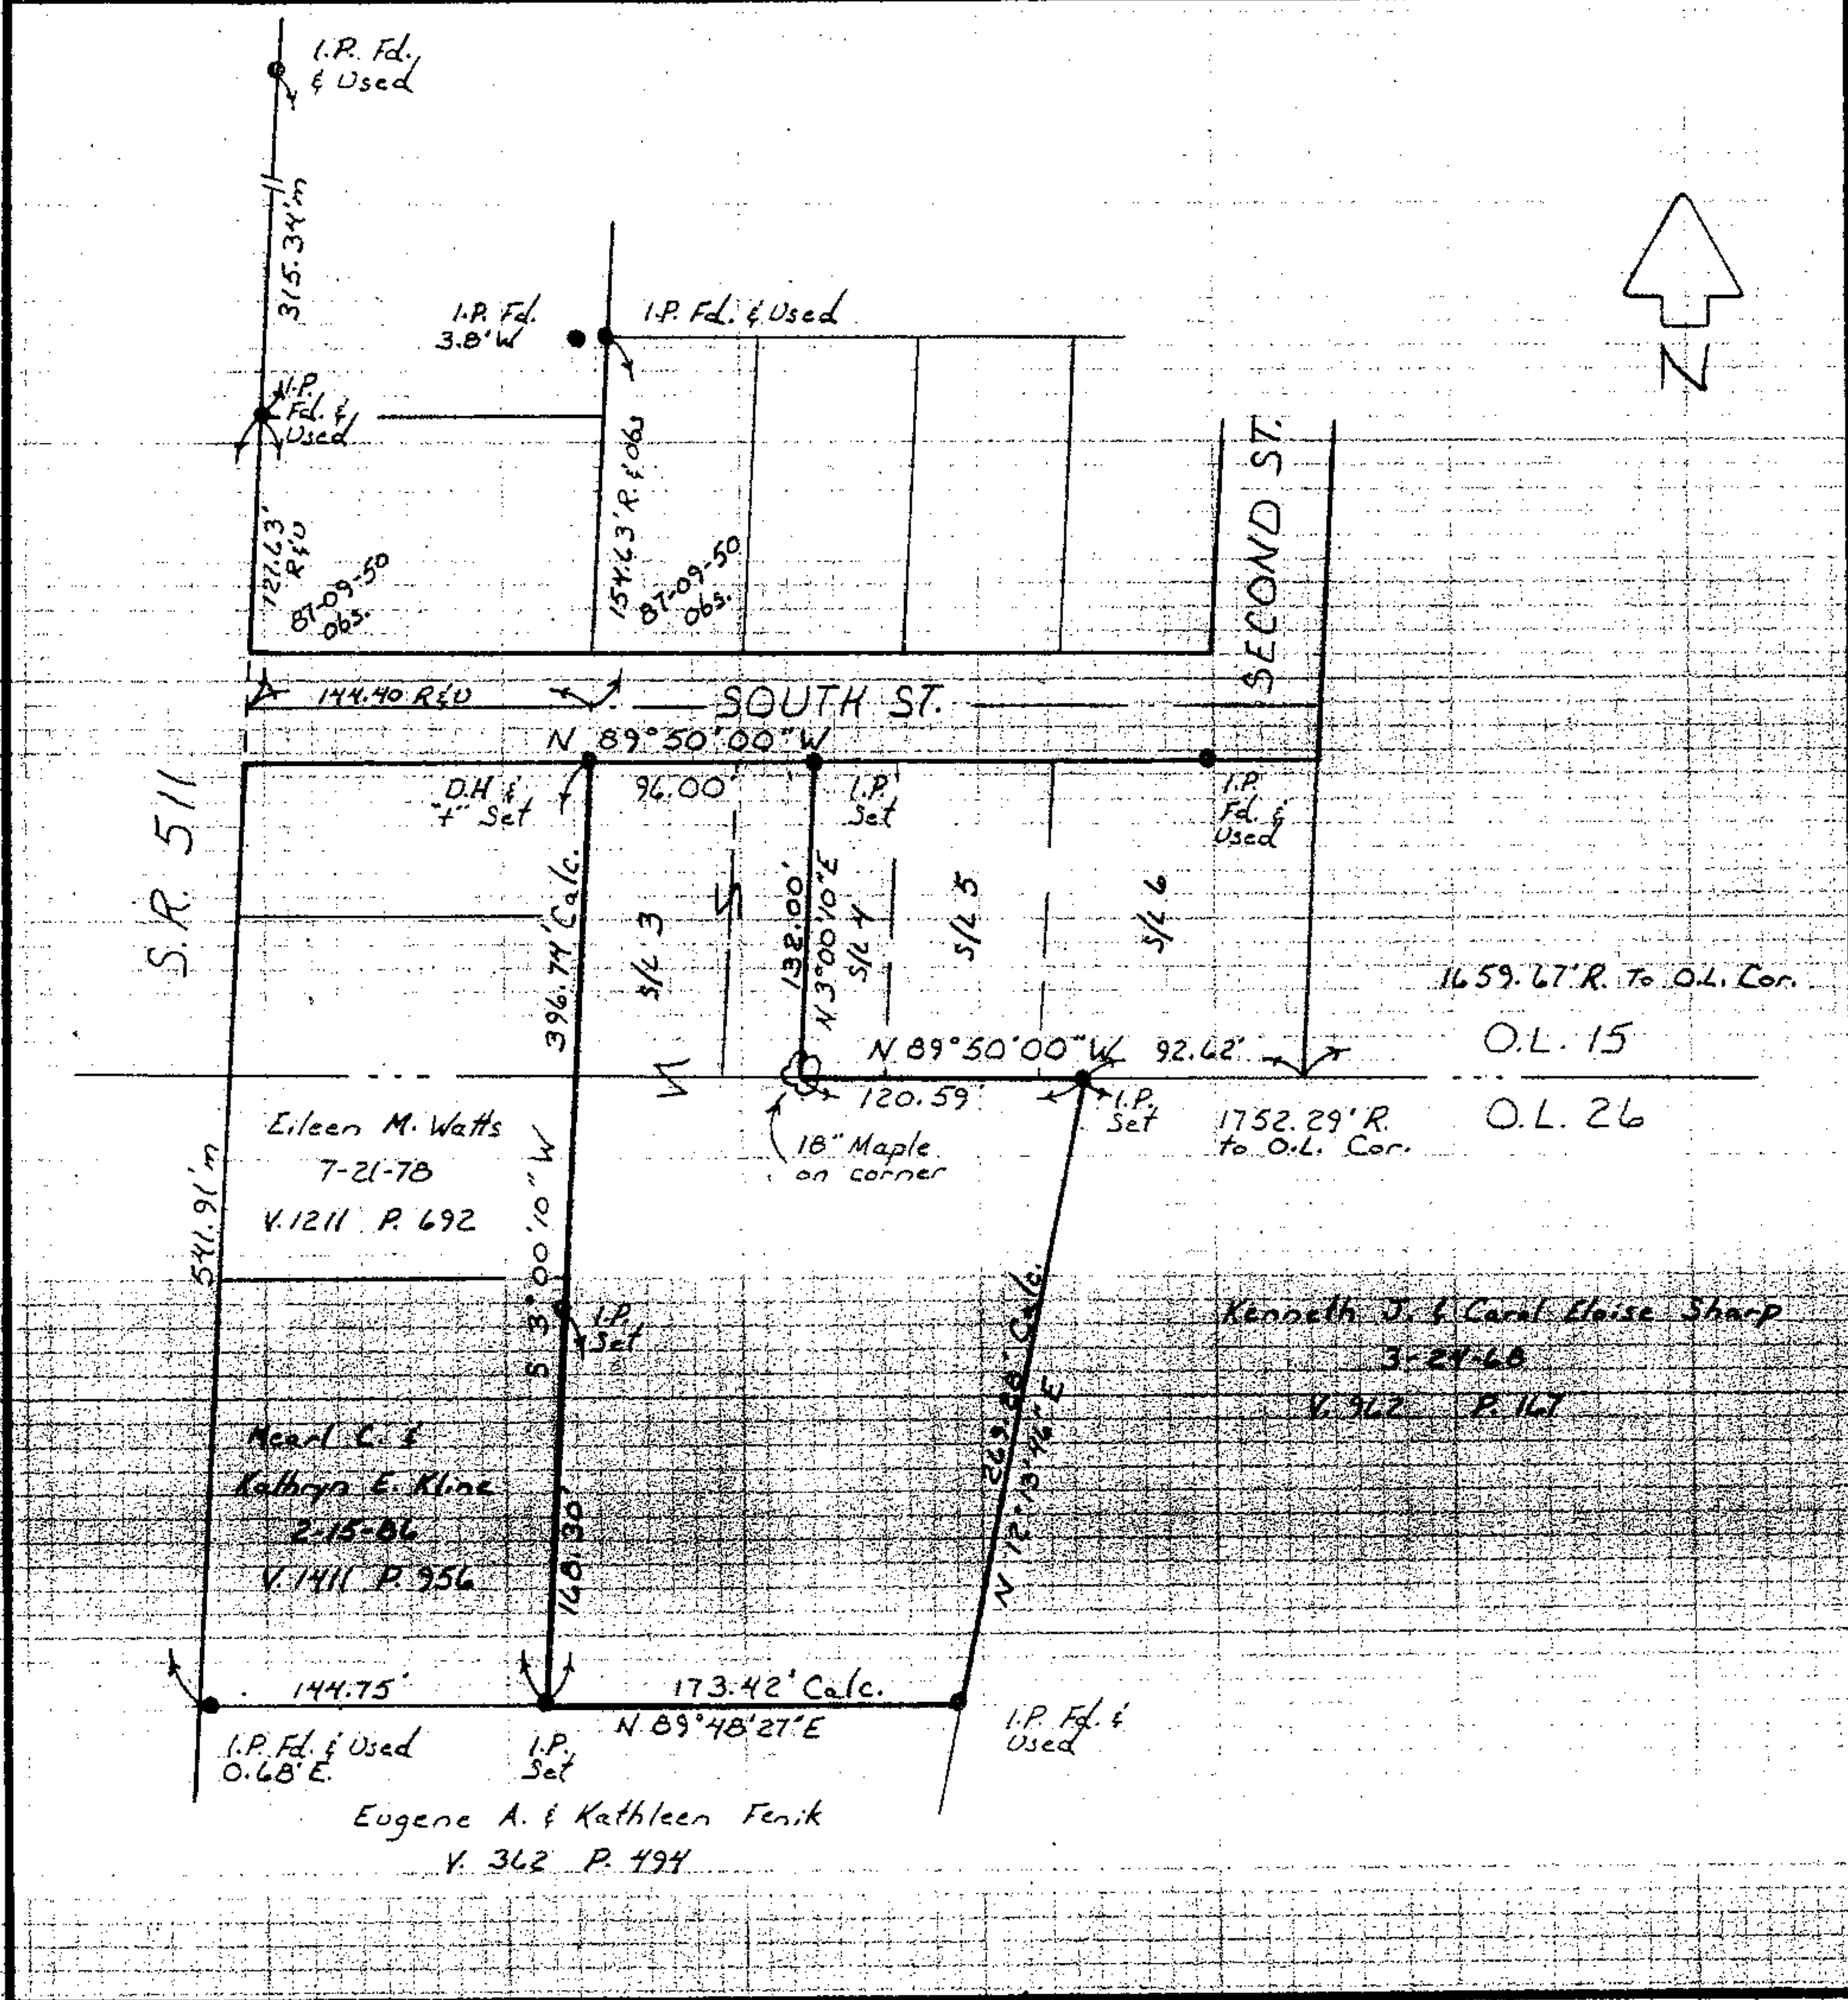 I.P. Fd.
& Used
315.34'm
N
I.P. Fd.
3.8' W
I.P. Fd. & Used
I.P.
Fd. &
Used
127.63'
R&U
87-09-50
obs.
154.63' R. & obs
87-09-50
obs.
SECOND ST.
144.40 R&U
SOUTH ST.
N 89°50'00" W
D.H &
"+" Set
96.00'
I.P.
Set
I.P.
Fd. &
Used
S.R. 511
396.74' Calc.
S/L 3
132.00'
N 3°00'10" E
S/L 4
S/L 5
S/L 6
1659.67' R. To O.L. Cor.
O.L. 15
N 89°50'00" W 92.62'
120.59'
I.P.
Set
1752.29' R.
to O.L. Cor.
O.L. 26
18" Maple
on corner
Eileen M. Watts
7-21-78
V. 1211 P. 692
541.91'm
S 3°00'10" W
I.P.
Set
Calc.
N 12°13'46" E
Kenneth J. & Carol Eloise Sharp
V. 962 P. 167
Mearl C. &
Kathryn E. Kline
2-15-86
V. 1411 P. 956
168.30'
144.75'
173.42' Calc.
N 89°48'27" E
I.P. Fd. & Used
0.68' E.
I.P.
Set
I.P. Fd. &
Used
Eugene A. & Kathleen Fenik
V. 362 P. 494